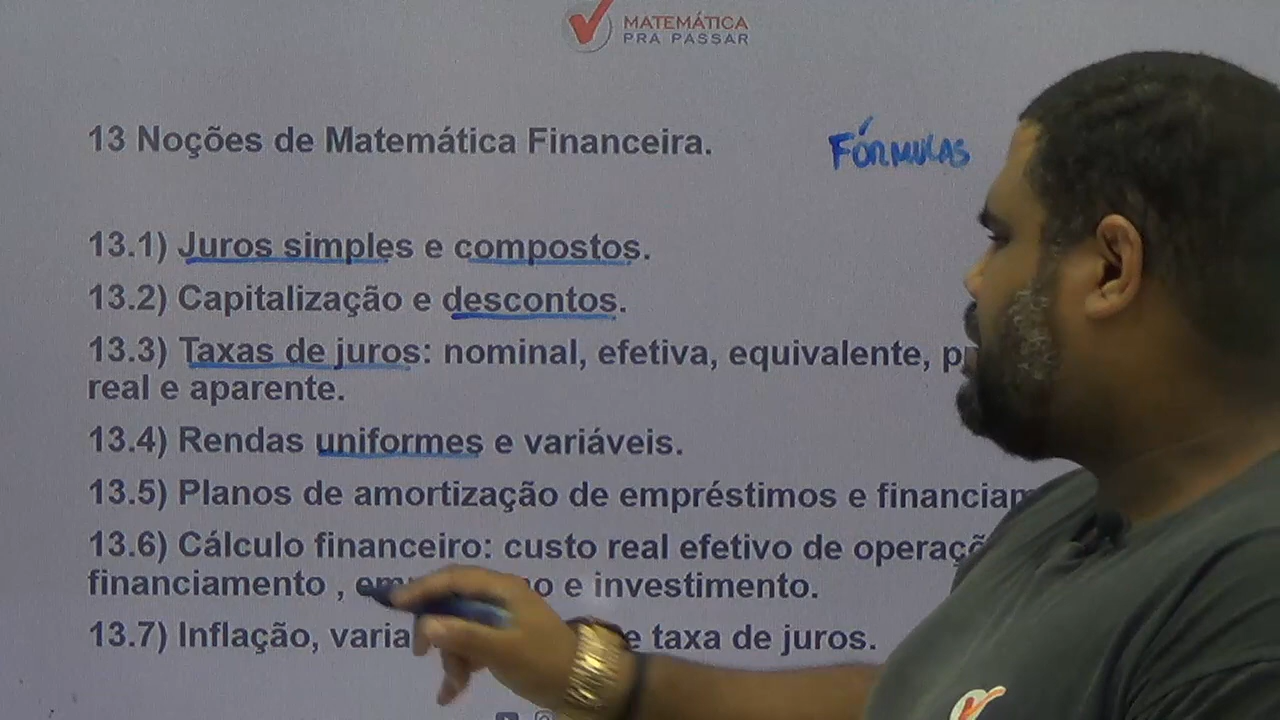 MATEMÁTICA
PRA PASSAR
13 Noções de Matemática Financeira.
FÓRMULAS
13.1) Juros simples e compostos.
13.2) Capitalização e descontos.
13.3) Taxas de juros: nominal, efetiva, equivalente,
real e aparente.
13.4) Rendas uniformes e variáveis.
13.5) Planos de amortização de empréstimos e
13.6) Cálculo financeiro: custo real efetivo de
financiamento , e investimento.
13.7) Inflação, e taxa de juros.